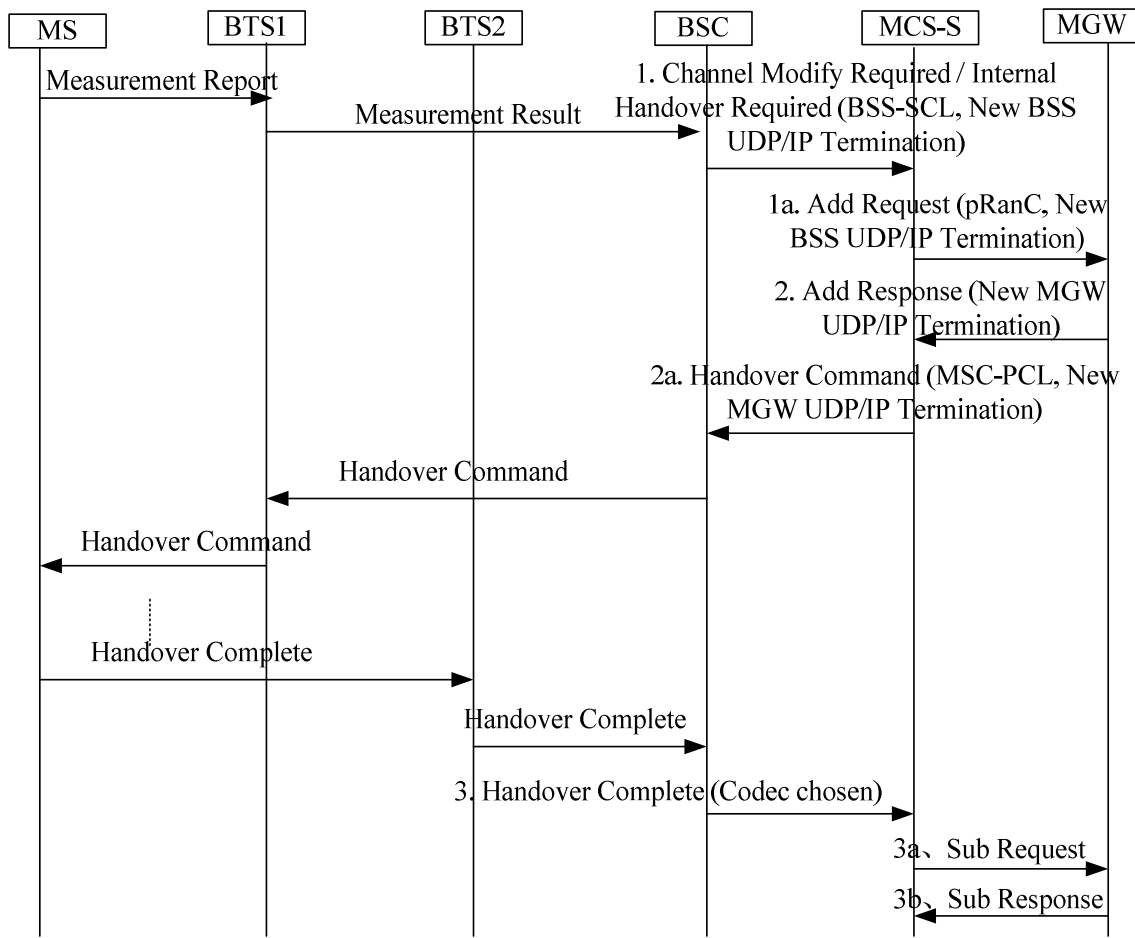 MS
BTS1
BTS2
BSC
MCS-S
MGW
Measurement Report
Measurement Result
1. Channel Modify Required / Internal
Handover Required (BSS-SCL, New BSS
UDP/IP Termination)
1a. Add Request (pRanC, New
BSS UDP/IP Termination)
2. Add Response (New MGW
UDP/IP Termination)
2a. Handover Command (MSC-PCL, New
MGW UDP/IP Termination)
Handover Command
Handover Command
Handover Complete
Handover Complete
3. Handover Complete (Codec chosen)
3a、Sub Request
3b、Sub Response